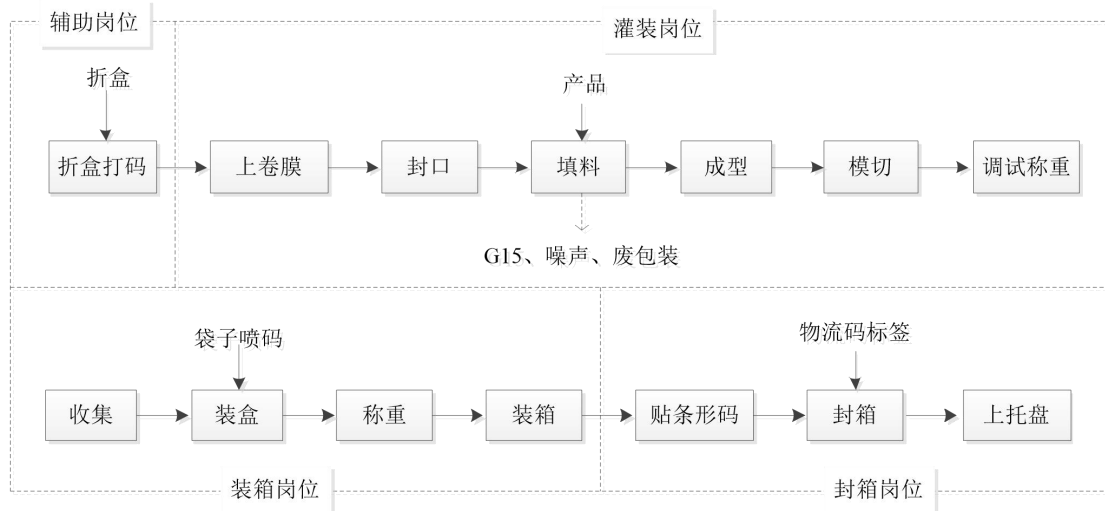 辅助岗位
灌装岗位
折盒
产品
折盒打码
上卷膜
封口
填料
成型
模切
调试称重
G15、噪声、废包装
袋子喷码
物流码标签
收集
装盒
称重
装箱
贴条形码
封箱
上托盘
装箱岗位
封箱岗位